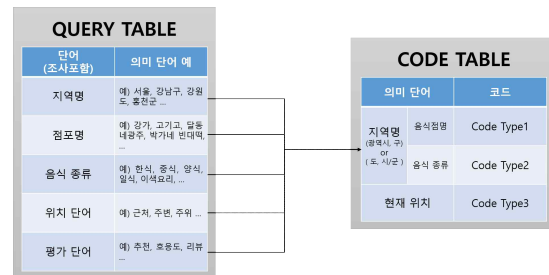 QUERY TABLE
단어
(조사포함)
의미 단어 예
지역명
예) 서울, 강남구, 강원
도, 홍천군
...
점포명
예) 강가, 고기고, 달동
네광주, 박가네 빈대떡,
...
음식 종류
예) 한식, 중식, 양식,
일식, 이색요리, ...
위치 단어
예) 근처, 주변, 주위 ...
평가 단어
예) 추천, 호응도, 리뷰
...
CODE TABLE
의미 단어
코드
지역명
(광역시, 구)
or
( 도, 시/군 )
음식점명
Code Type1
음식 종류
Code Type2
현재 위치
Code Type3